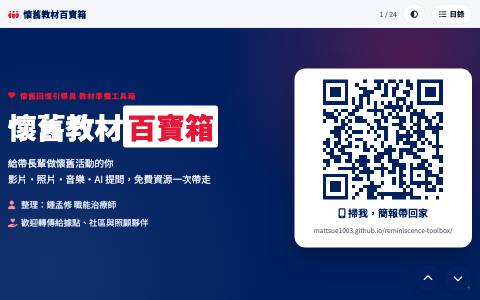 懷舊教材百寶箱
1 / 24
目錄
懷舊回憶引導員 教材準備工具箱
懷舊教材百寶箱
給帶長輩做懷舊活動的你
影片・照片・音樂・AI 提問，免費資源一次帶走
整理：鍾孟修 職能治療師
歡迎轉傳給據點、社區與照顧夥伴
掃我，簡報帶回家
mattsue1003.github.io/reminiscence-toolbox/